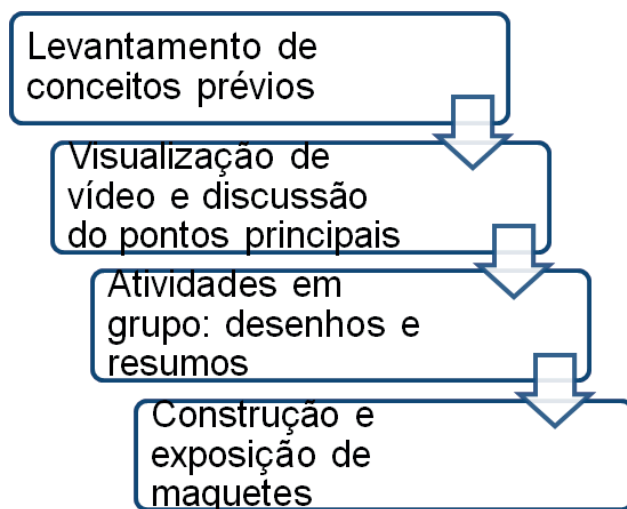 Levantamento de
conceitos prévios
Visualização de
vídeo e discussão
do pontos principais
Atividades em
grupo: desenhos e
resumos
Construção e
exposição de
maquetes